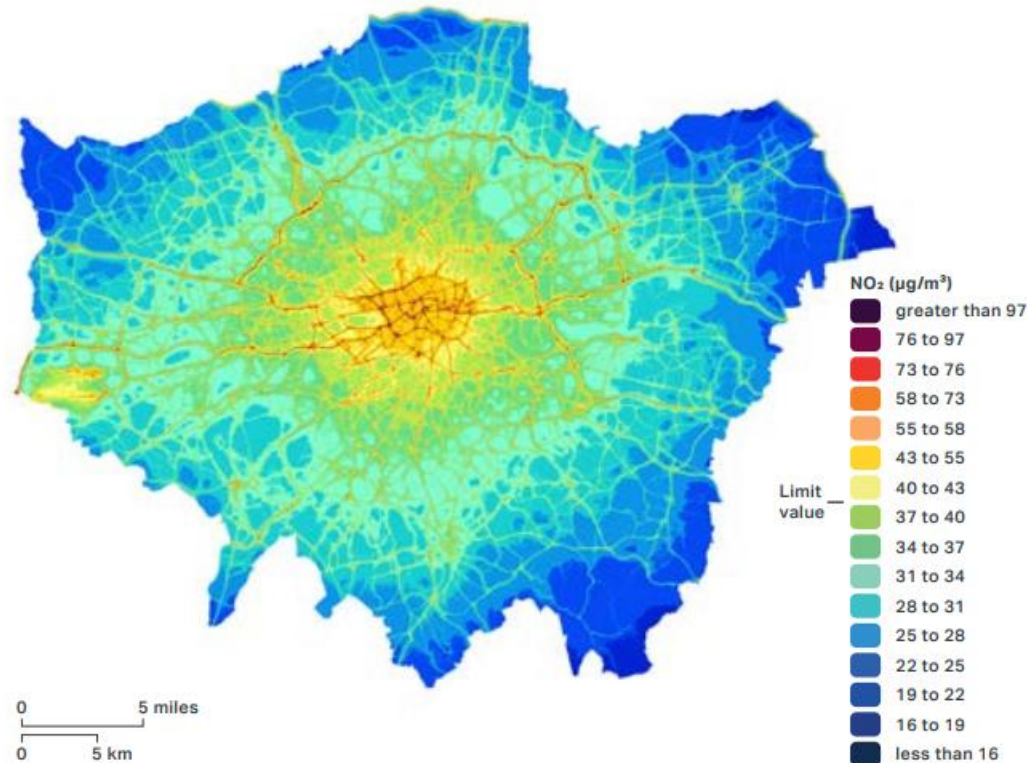 NO₂ (µg/m³)
greater than 97
76 to 97
73 to 76
58 to 73
55 to 58
43 to 55
40 to 43
Limit
value
37 to 40
34 to 37
31 to 34
28 to 31
25 to 28
22 to 25
19 to 22
16 to 19
less than 16
0 5 miles
0 5 km